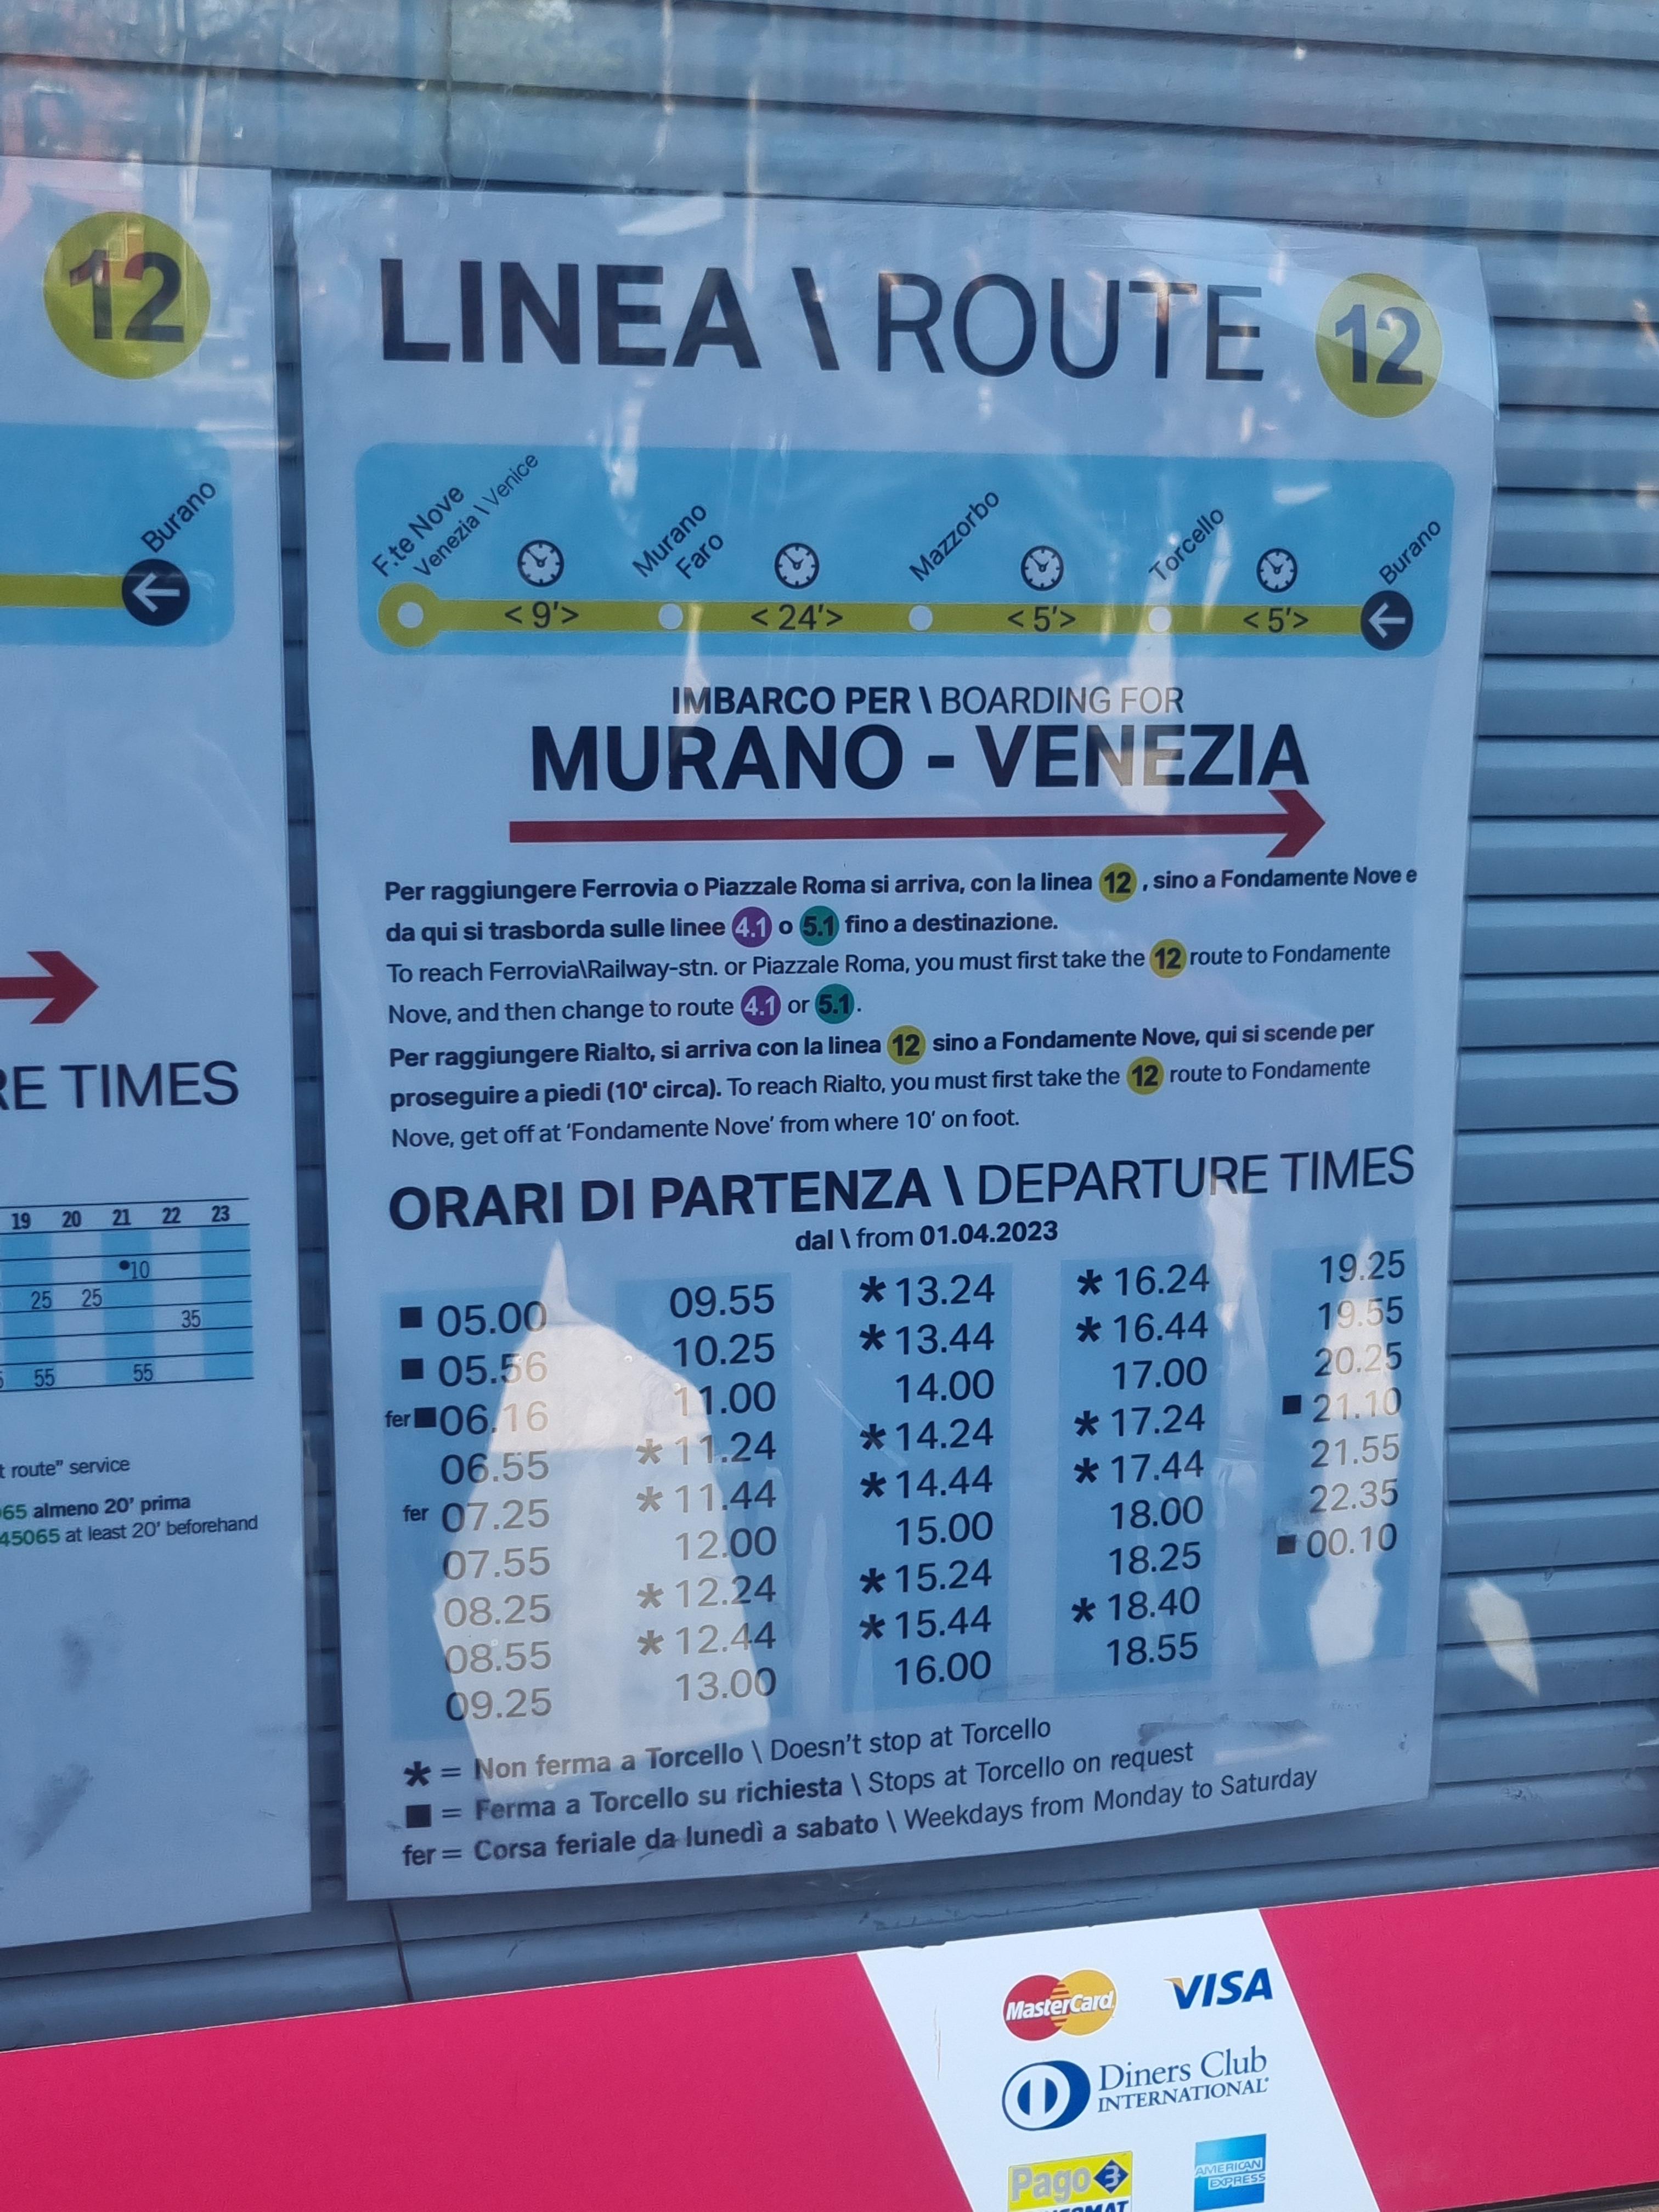 12
Burano
RE TIMES
19 20 21 22 23
•10
25 25
35
55 55
t route" service
065 almeno 20' prima
45065 at least 20' beforehand
LINEA \ ROUTE 12
F.te Nove
Venezia \ Venice
Murano
Faro
Mazzorbo
Torcello
Burano
< 9'> < 24'> < 5'> < 5'>
IMBARCO PER \ BOARDING FOR
MURANO - VENEZIA
Per raggiungere Ferrovia o Piazzale Roma si arriva, con la linea 12 , sino a Fondamente Nove e
da qui si trasborda sulle linee 4.1 o 5.1 fino a destinazione.
To reach Ferrovia\Railway-stn. or Piazzale Roma, you must first take the 12 route to Fondamente
Nove, and then change to route 4.1 or 5.1.
Per raggiungere Rialto, si arriva con la linea 12 sino a Fondamente Nove, qui si scende per
proseguire a piedi (10' circa). To reach Rialto, you must first take the 12 route to Fondamente
Nove, get off at 'Fondamente Nove' from where 10' on foot.
ORARI DI PARTENZA \ DEPARTURE TIMES
dal \ from 01.04.2023
■ 05.00
■ 05.56
fer ■ 06.16
06.55
fer 07.25
07.55
08.25
08.55
09.25
09.55
10.25
11.00
* 11.24
* 11.44
12.00
* 12.24
* 12.44
13.00
* 13.24
* 13.44
14.00
* 14.24
* 14.44
15.00
* 15.24
* 15.44
16.00
* 16.24
* 16.44
17.00
* 17.24
* 17.44
18.00
18.25
* 18.40
18.55
19.25
19.55
20.25
■ 21.10
21.55
22.35
■ 00.10
* = Non ferma a Torcello \ Doesn't stop at Torcello
■ = Ferma a Torcello su richiesta \ Stops at Torcello on request
fer = Corsa feriale da lunedì a sabato \ Weekdays from Monday to Saturday
MasterCard VISA
Diners Club
INTERNATIONAL
Pago
AMERICAN
EXPRESS